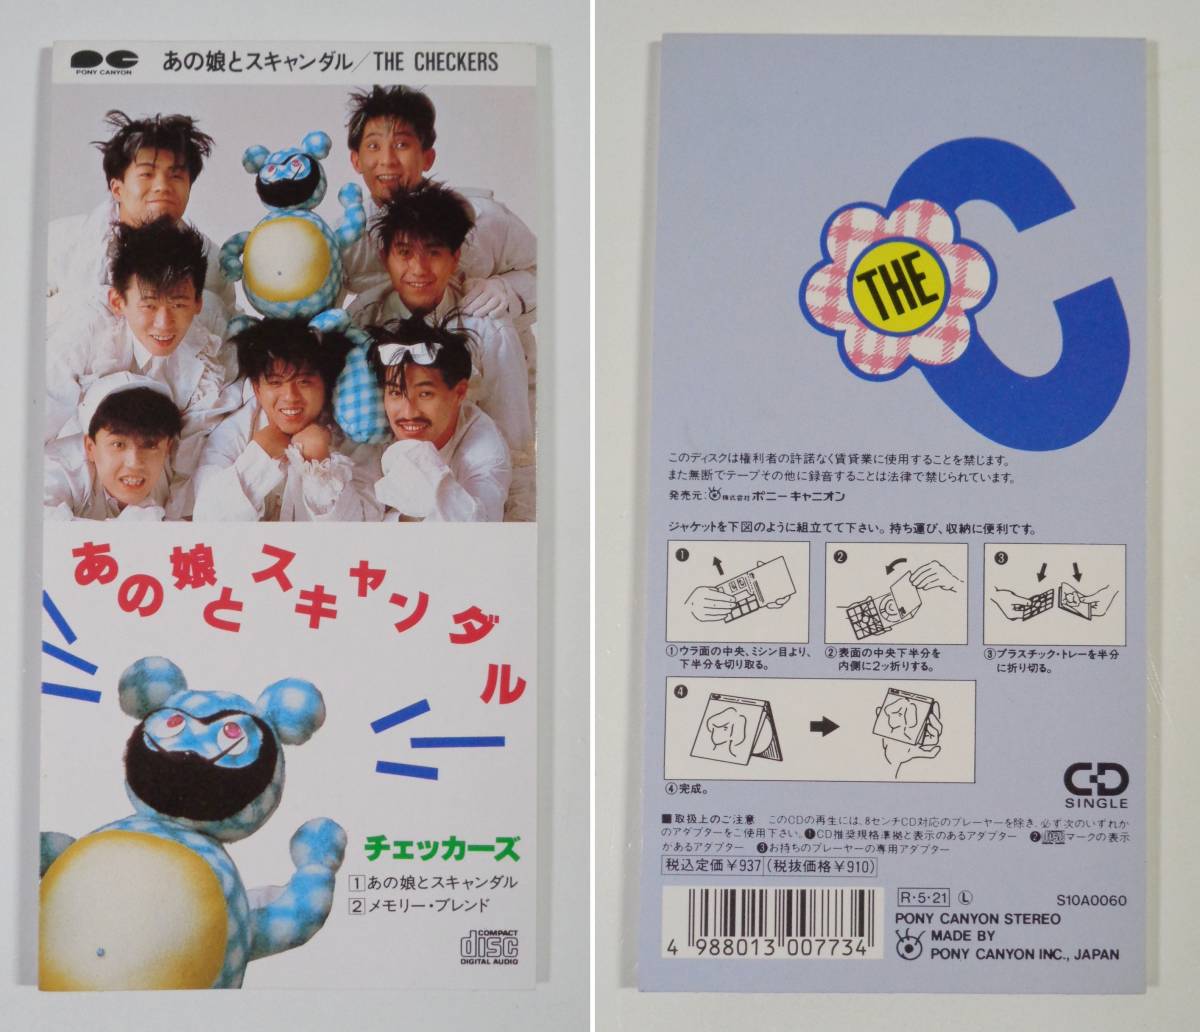 PONY CANYON
あの娘とスキャンダル/THE CHECKERS
あの娘とスキャンダル
チェッカーズ
1 あの娘とスキャンダル
2 メモリー・ブレンド
COMPACT
disc
DIGITAL AUDIO
THE
C
このディスクは権利者の許諾なく賃貸業に使用することを禁じます。
また無断でテープその他に録音することは法律で禁じられています。
発売元:株式会社ポニーキャニオン
ジャケットを下図のように組立てて下さい。持ち運び、収納に便利です。
❶
❷
❸
①ウラ面の中央、ミシン目より、
下半分を切り取る。
②表面の中央下半分を
内側に2ッ折りする。
③プラスチック・トレーを半分
に折り切る。
❹
④完成。
CD
SINGLE
■取扱上のご注意 このCDの再生には、8センチCD対応のプレーヤーを除き、必ず次のいずれか
のアダプターをご使用下さい。❶CD推奨規格準拠と表示のあるアダプター ❷マークの表示
があるアダプター ❸お持ちのプレーヤーの専用アダプター
税込定価¥937 (税抜価格¥910)
R・5・21 Ⓛ S10A0060
4 988013 007734
PONY CANYON STEREO
MADE BY
PONY CANYON INC., JAPAN